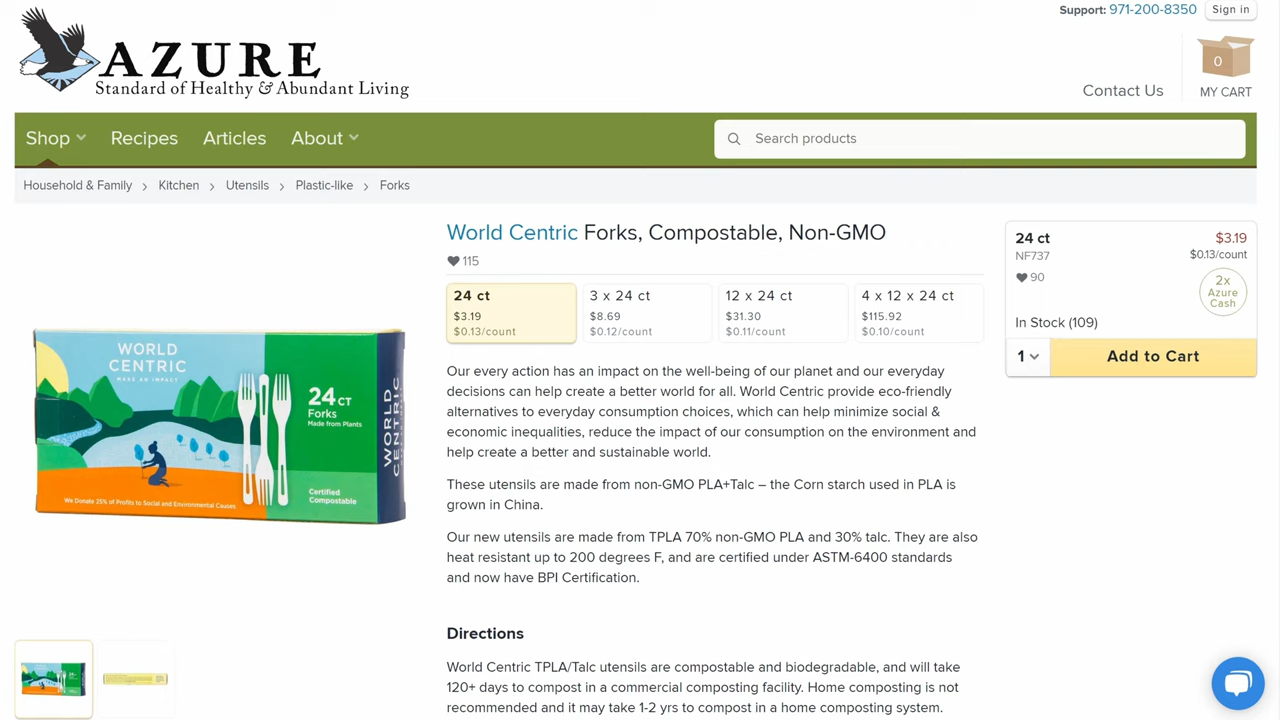 Support: 971-200-8350
Sign in
AZURE
Standard of Healthy & Abundant Living
Contact Us
0
MY CART
Shop
Recipes
Articles
About
Search products
Household & Family > Kitchen > Utensils > Plastic-like > Forks
World Centric Forks, Compostable, Non-GMO
115
24 ct
$3.19
$0.13/count
3 x 24 ct
$8.69
$0.12/count
12 x 24 ct
$31.30
$0.11/count
4 x 12 x 24 ct
$115.92
$0.10/count
Our every action has an impact on the well-being of our planet and our everyday
decisions can help create a better world for all. World Centric provide eco-friendly
alternatives to everyday consumption choices, which can help minimize social &
economic inequalities, reduce the impact of our consumption on the environment and
help create a better and sustainable world.
These utensils are made from non-GMO PLA+Talc – the Corn starch used in PLA is
grown in China.
Our new utensils are made from TPLA 70% non-GMO PLA and 30% talc. They are also
heat resistant up to 200 degrees F, and are certified under ASTM-6400 standards
and now have BPI Certification.
Directions
World Centric TPLA/Talc utensils are compostable and biodegradable, and will take
120+ days to compost in a commercial composting facility. Home composting is not
recommended and it may take 1-2 yrs to compost in a home composting system.
24 ct
$3.19
NF737
$0.13/count
90
2x
Azure
Cash
In Stock (109)
1
Add to Cart
WORLD
CENTRIC
MAKE AN IMPACT
24 CT
Forks
Made from Plants
We Donate 25% of Profits to Social and Environmental Causes
Certified
Compostable
WORLD
CENTRIC